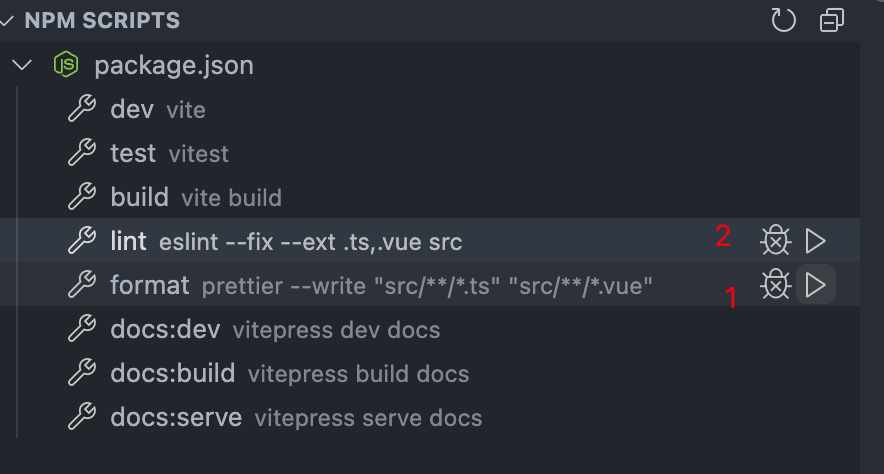 NPM SCRIPTS
JS package.json
dev vite
test vitest
build vite build
lint eslint --fix --ext .ts,.vue src 2
format prettier --write "src/**/*.ts" "src/**/*.vue" 1
docs:dev vitepress dev docs
docs:build vitepress build docs
docs:serve vitepress serve docs